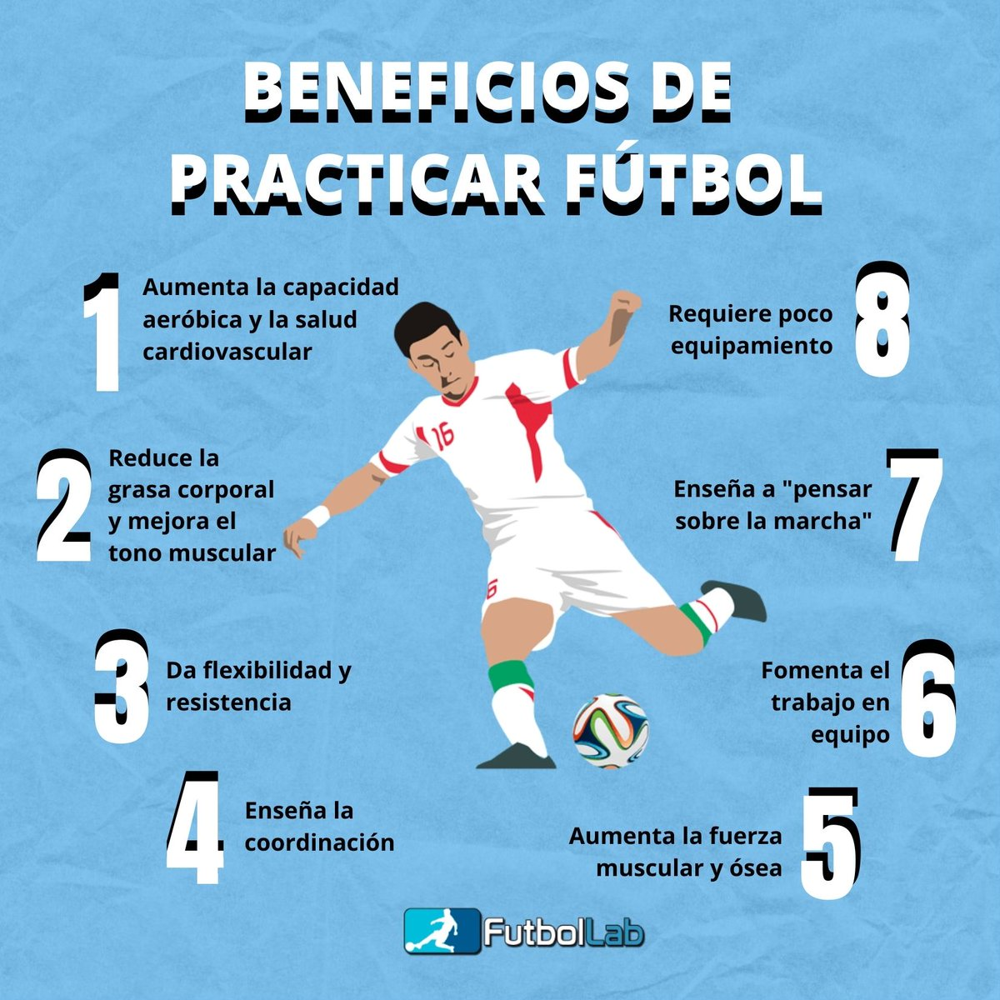 BENEFICIOS DE
PRACTICAR FÚTBOL
1
Aumenta la capacidad
aeróbica y la salud
cardiovascular
2
Reduce la
grasa corporal
y mejora el
tono muscular
3
Da flexibilidad y
resistencia
4
Enseña la
coordinación
5
Aumenta la fuerza
muscular y ósea
6
Fomenta el
trabajo en
equipo
7
Enseña a "pensar
sobre la marcha"
8
Requiere poco
equipamiento
16
6
FutbolLab